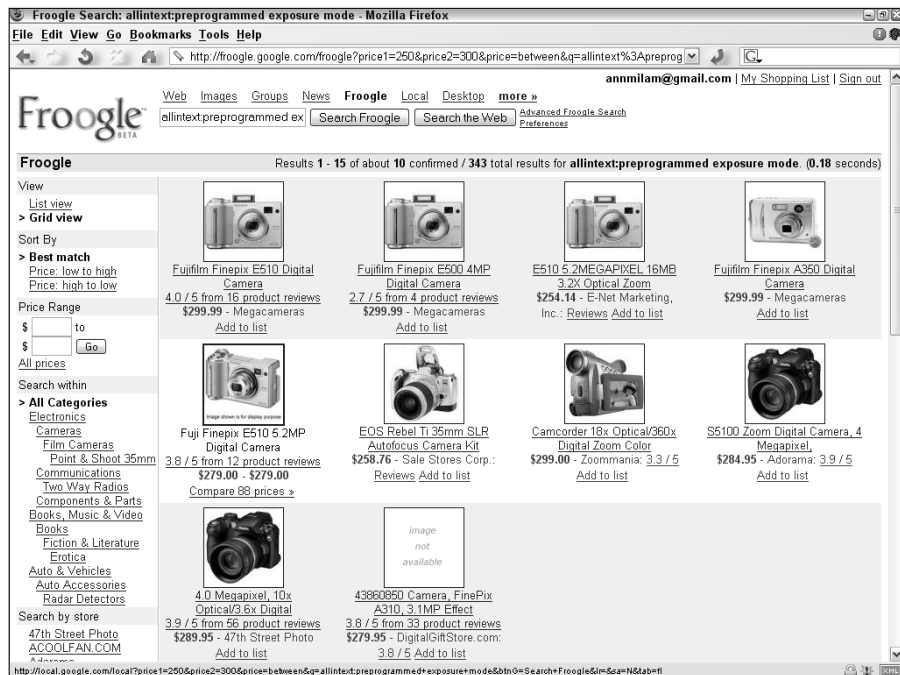 Froogle Search: allintext:preprogrammed exposure mode - Mozilla Firefox
File Edit View Go Bookmarks Tools Help
http://froogle.google.com/froogle?price1=250&price2=300&price=between&q=allintext%3Apreprog
G
annmilam@gmail.com | My Shopping List | Sign out
Froogle BETA
Web Images Groups News Froogle Local Desktop more »
allintext:preprogrammed ex Search Froogle Search the Web Advanced Froogle Search
Preferences
Froogle Results 1 - 15 of about 10 confirmed / 343 total results for allintext:preprogrammed exposure mode. (0.18 seconds)
View
List view
> Grid view
Sort By
> Best match
Price: low to high
Price: high to low
Price Range
$ to
$ Go
All prices
Search within
> All Categories
Electronics
Cameras
Film Cameras
Point & Shoot 35mm
Communications
Two Way Radios
Components & Parts
Books, Music & Video
Books
Fiction & Literature
Erotica
Auto & Vehicles
Auto Accessories
Radar Detectors
Search by store
47th Street Photo
ACOOLFAN.COM
Adorama
Fujifilm Finepix E510 Digital
Camera
4.0 / 5 from 16 product reviews
$299.99 - Megacameras
Add to list
Fujifilm Finepix E500 4MP
Digital Camera
2.7 / 5 from 4 product reviews
$299.99 - Megacameras
Add to list
E510 5.2MEGAPIXEL 16MB
3.2X Optical Zoom
$254.14 - E-Net Marketing,
Inc.: Reviews Add to list
Fujifilm Finepix A350 Digital
Camera
$299.99 - Megacameras
Add to list
Image shown is for display purpose
Fuji Finepix E510 5.2MP
Digital Camera
3.8 / 5 from 12 product reviews
$279.00 - $279.00
Compare 88 prices »
EOS Rebel Ti 35mm SLR
Autofocus Camera Kit
$258.76 - Sale Stores Corp.:
Reviews Add to list
Camcorder 18x Optical/360x
Digital Zoom Color
$299.00 - Zoommania: 3.3 / 5
Add to list
S5100 Zoom Digital Camera, 4
Megapixel,
$284.95 - Adorama: 3.9 / 5
Add to list
4.0 Megapixel, 10x
Optical/3.6x Digital
3.9 / 5 from 56 product reviews
$289.95 - 47th Street Photo
Add to list
image
not
available
43860850 Camera, FinePix
A310, 3.1MP Effect
3.8 / 5 from 33 product reviews
$279.95 - DigitalGiftStore.com:
3.8 / 5 Add to list
http://local.google.com/local?price1=250&price2=300&price=between&q=allintext:preprogrammed+exposure+mode&btnG=Search+Froogle&lr=&sa=N&tab=fl
XML